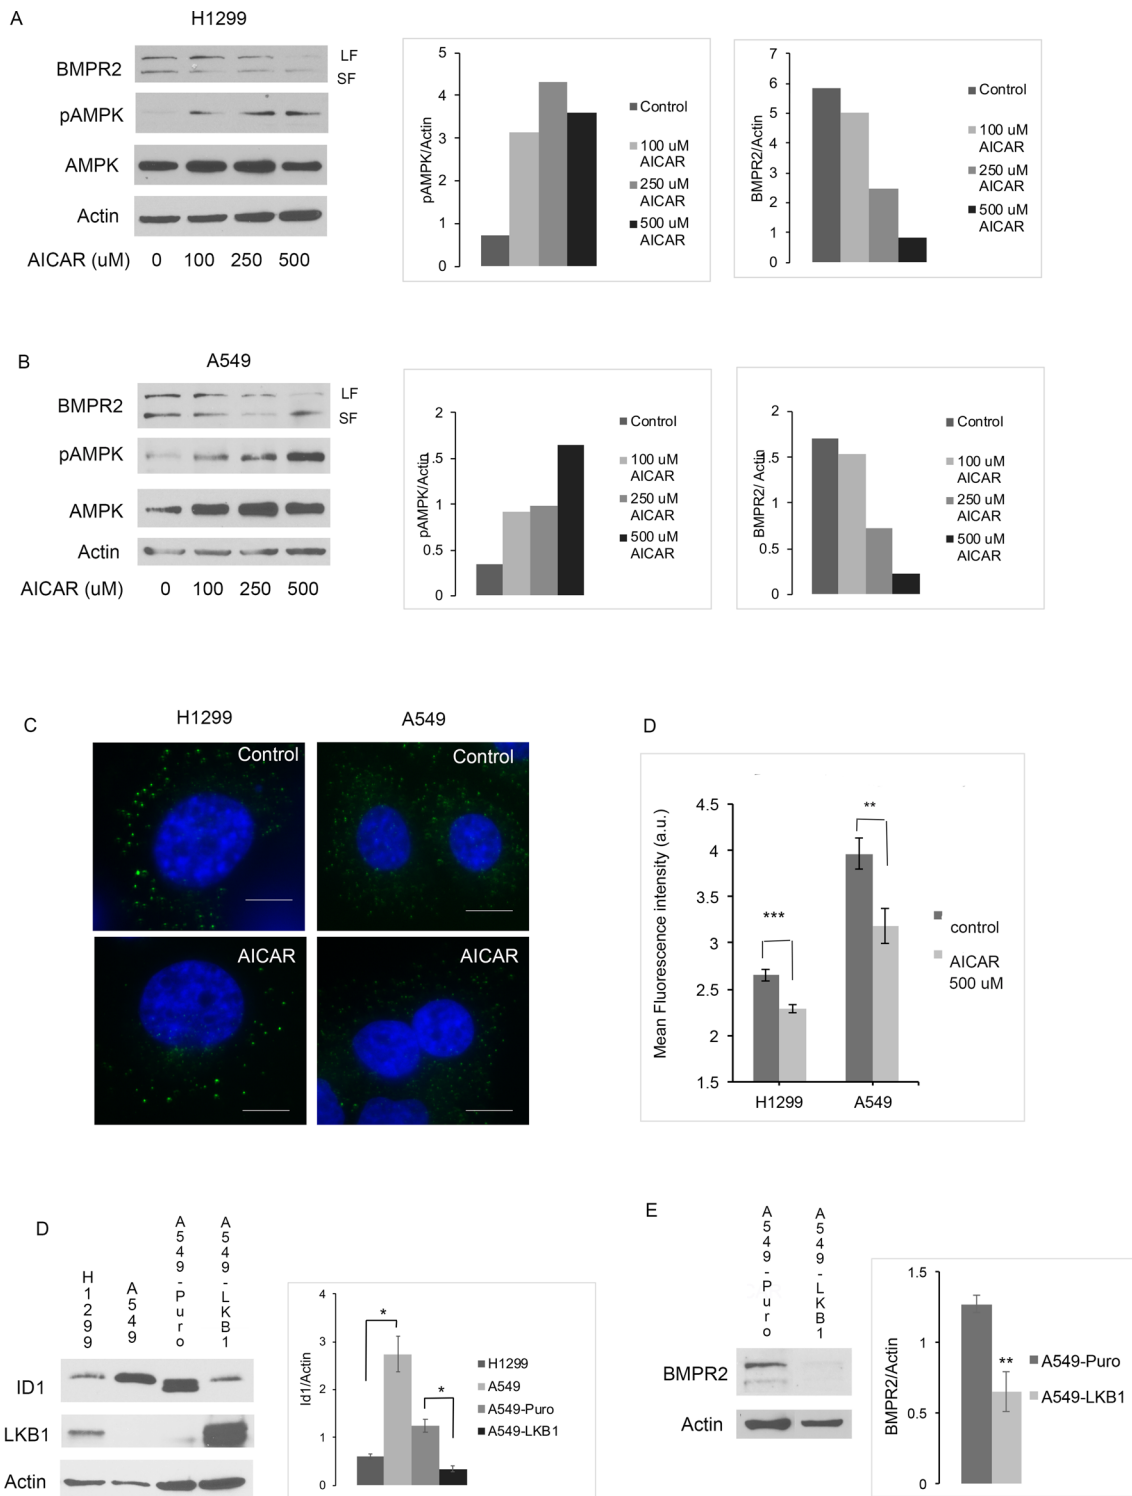 A
H1299
BMPR2
LF
SF
pAMPK
AMPK
Actin
AICAR (uM) 0 100 250 500
pAMPK/Actin
5
4
3
2
1
0
Control
100 uM
AICAR
250 uM
AICAR
500 uM
AICAR
BMPR2/Actin
7
6
5
4
3
2
1
0
Control
100 uM
AICAR
250 uM
AICAR
500 uM
AICAR
B
A549
BMPR2
LF
SF
pAMPK
AMPK
Actin
AICAR (uM) 0 100 250 500
pAMPK/Actin
2
1.5
1
0.5
0
Control
100 uM
AICAR
250 uM
AICAR
500 uM
AICAR
BMPR2/ Actin
2
1.5
1
0.5
0
Control
100 uM
AICAR
250 uM
AICAR
500 uM
AICAR
C
H1299
A549
Control
Control
AICAR
AICAR
D
Mean Fluorescence intensity (a.u.)
4.5
4
3.5
3
2.5
2
1.5
***
**
H1299
A549
control
AICAR
500 uM
D
H1299
A549
A549-Puro
A549-LKB1
ID1
LKB1
Actin
Id1/Actin
4
3
2
1
0
*
*
H1299
A549
A549-Puro
A549-LKB1
E
A549-Puro
A549-LKB1
BMPR2
Actin
BMPR2/Actin
1.5
1
0.5
0
**
A549-Puro
A549-LKB1